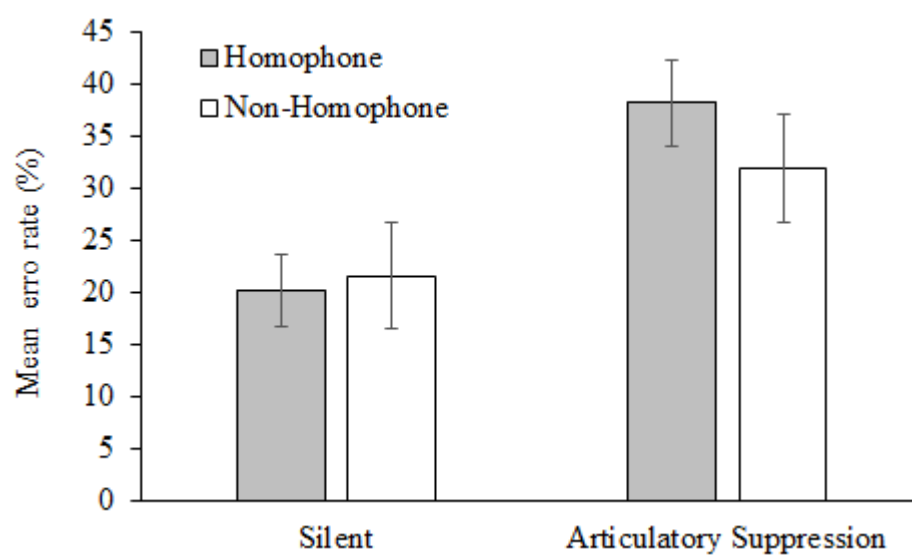 45
40
35
30
25
20
15
10
5
0
Mean erro rate (%)
Homophone
Non-Homophone
Silent
Articulatory Suppression